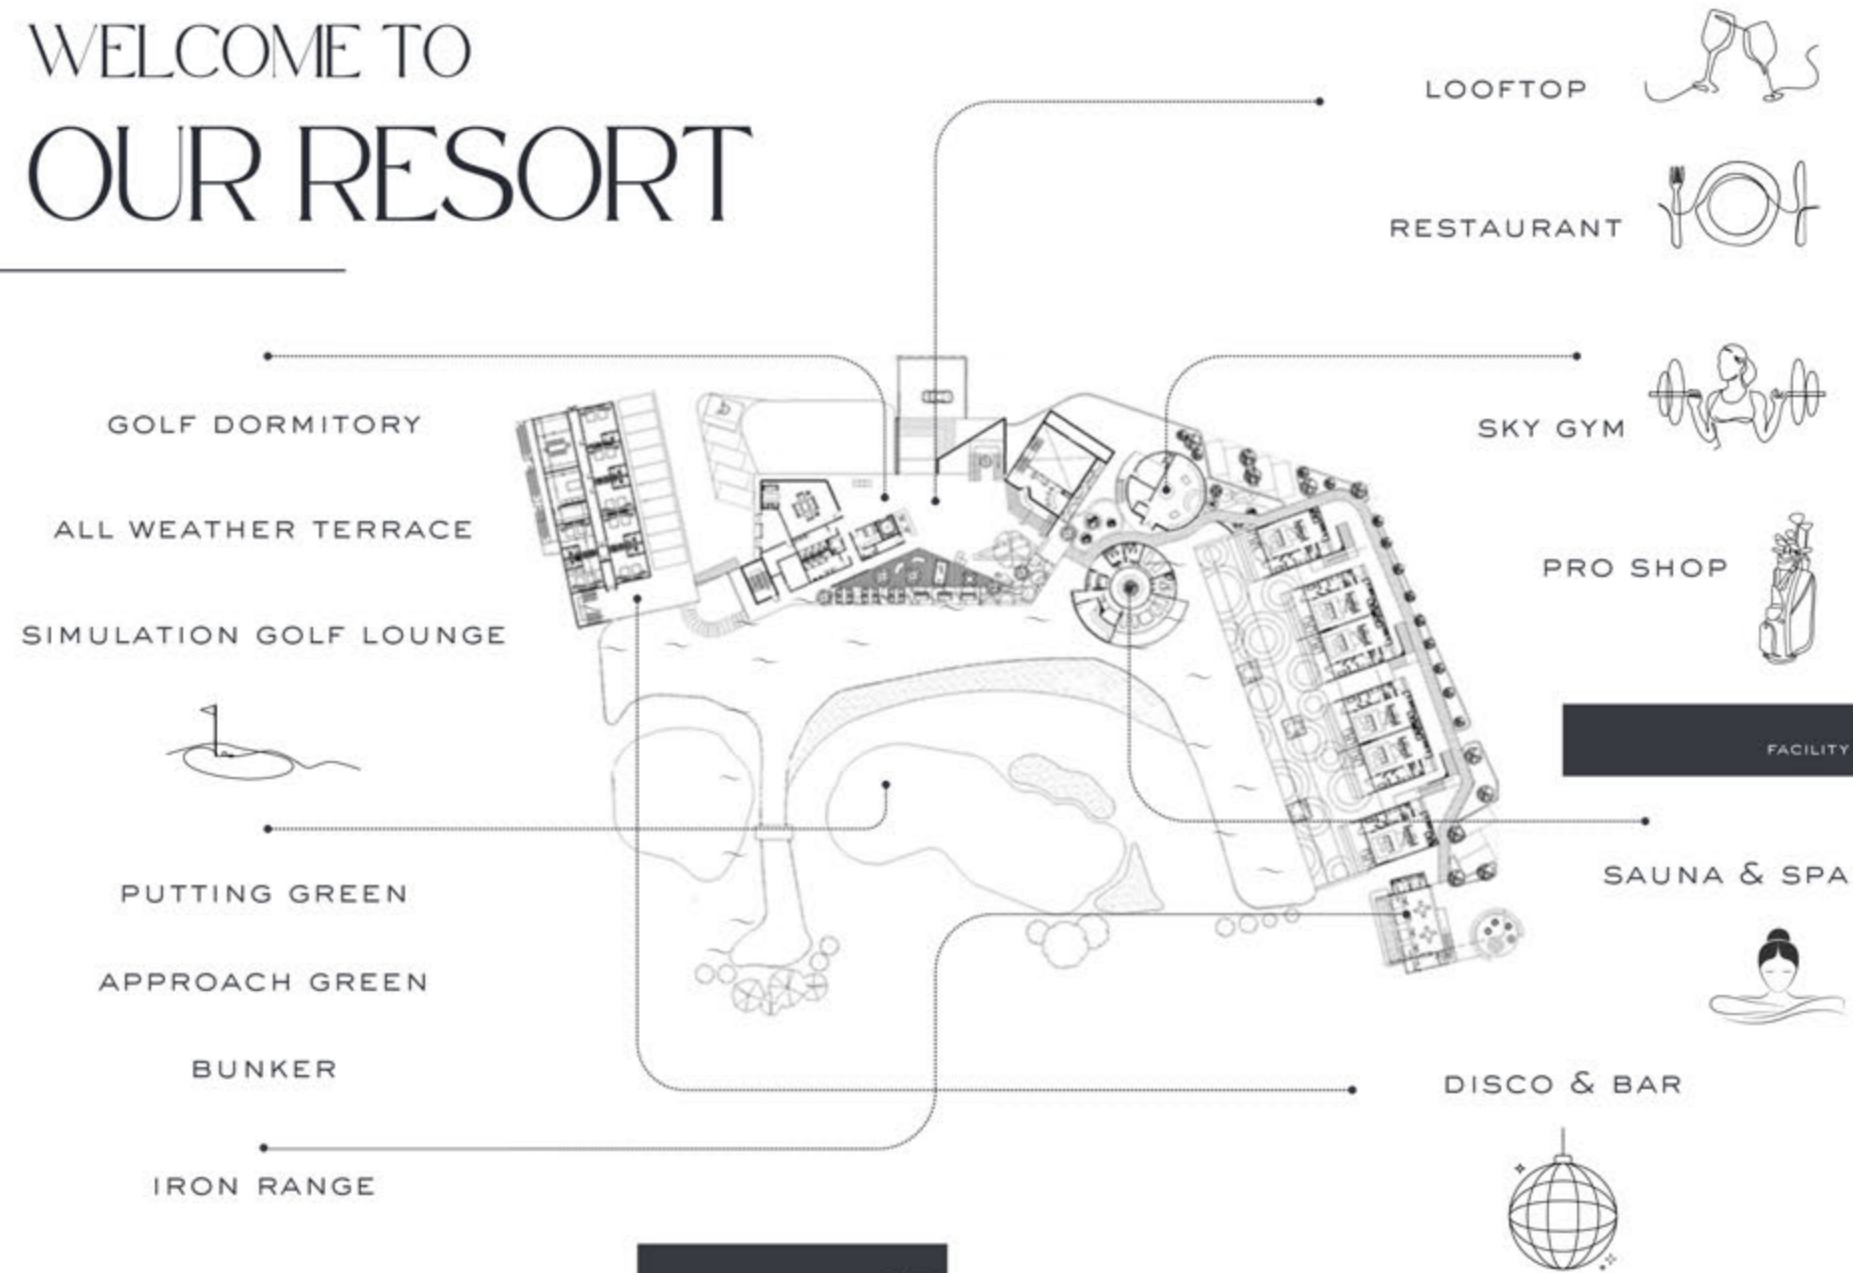 WELCOME TO
OUR RESORT
LOOFTOP
RESTAURANT
GOLF DORMITORY
ALL WEATHER TERRACE
SIMULATION GOLF LOUNGE
SKY GYM
PRO SHOP
FACILITY
PUTTING GREEN
APPROACH GREEN
BUNKER
IRON RANGE
SAUNA & SPA
DISCO & BAR